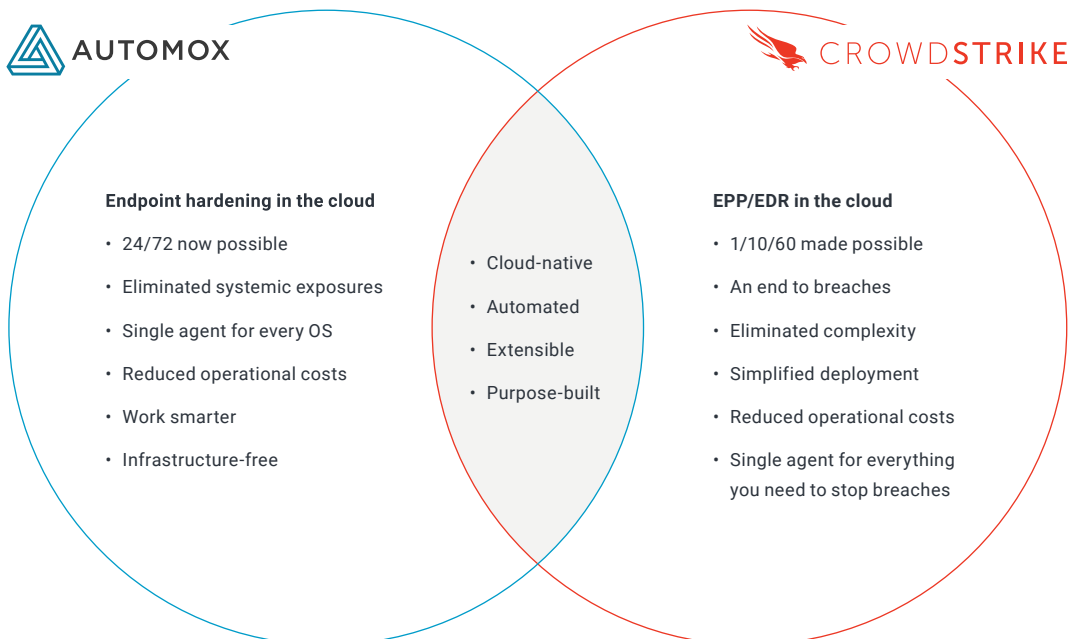 AUTOMOX
CROWDSTRIKE
Endpoint hardening in the cloud
• 24/72 now possible
• Eliminated systemic exposures
• Single agent for every OS
• Reduced operational costs
• Work smarter
• Infrastructure-free
• Cloud-native
• Automated
• Extensible
• Purpose-built
EPP/EDR in the cloud
• 1/10/60 made possible
• An end to breaches
• Eliminated complexity
• Simplified deployment
• Reduced operational costs
• Single agent for everything
you need to stop breaches